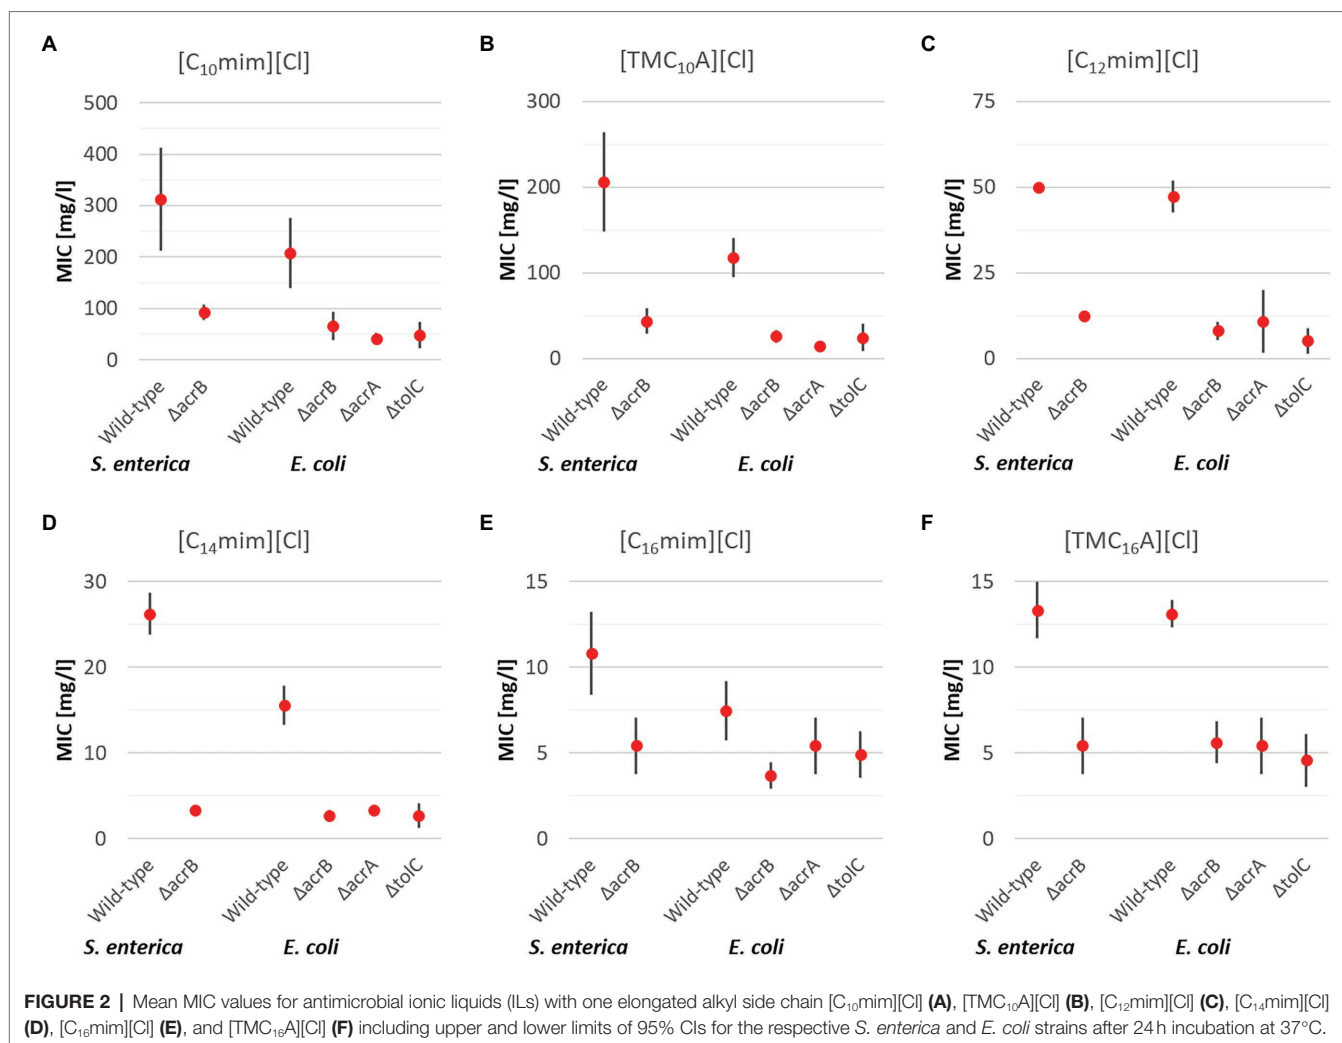 A
[C₁₀mim][Cl]
MIC [mg/l]
500
400
300
200
100
0
Wild-type
ΔacrB
Wild-type
ΔacrB
ΔacrA
ΔtolC
S. enterica
E. coli
B
[TMC₁₀A][Cl]
MIC [mg/l]
300
200
100
0
Wild-type
ΔacrB
Wild-type
ΔacrB
ΔacrA
ΔtolC
S. enterica
E. coli
C
[C₁₂mim][Cl]
MIC [mg/l]
75
50
25
0
Wild-type
ΔacrB
Wild-type
ΔacrB
ΔacrA
ΔtolC
S. enterica
E. coli
D
[C₁₄mim][Cl]
MIC [mg/l]
30
20
10
0
Wild-type
ΔacrB
Wild-type
ΔacrB
ΔacrA
ΔtolC
S. enterica
E. coli
E
[C₁₆mim][Cl]
MIC [mg/l]
15
10
5
0
Wild-type
ΔacrB
Wild-type
ΔacrB
ΔacrA
ΔtolC
S. enterica
E. coli
F
[TMC₁₆A][Cl]
MIC [mg/l]
15
10
5
0
Wild-type
ΔacrB
Wild-type
ΔacrB
ΔacrA
ΔtolC
S. enterica
E. coli
FIGURE 2 | Mean MIC values for antimicrobial ionic liquids (ILs) with one elongated alkyl side chain [C₁₀mim][Cl] (A), [TMC₁₀A][Cl] (B), [C₁₂mim][Cl] (C), [C₁₄mim][Cl]
(D), [C₁₆mim][Cl] (E), and [TMC₁₆A][Cl] (F) including upper and lower limits of 95% CIs for the respective S. enterica and E. coli strains after 24 h incubation at 37°C.